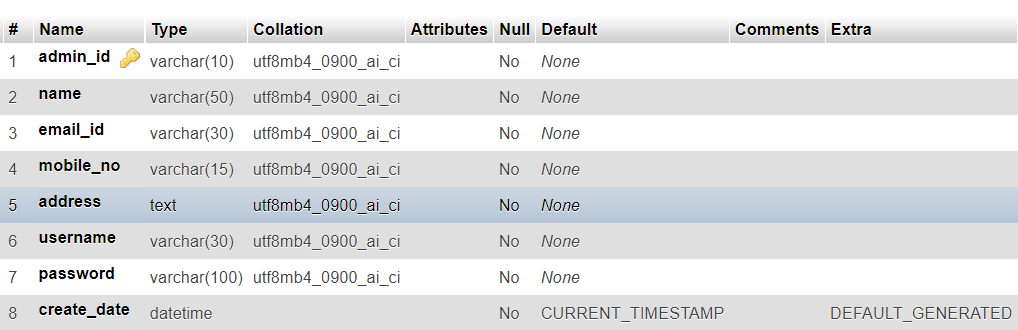 # Name Type Collation Attributes Null Default Comments Extra
1 admin_id varchar(10) utf8mb4_0900_ai_ci No None
2 name varchar(50) utf8mb4_0900_ai_ci No None
3 email_id varchar(30) utf8mb4_0900_ai_ci No None
4 mobile_no varchar(15) utf8mb4_0900_ai_ci No None
5 address text utf8mb4_0900_ai_ci No None
6 username varchar(30) utf8mb4_0900_ai_ci No None
7 password varchar(100) utf8mb4_0900_ai_ci No None
8 create_date datetime No CURRENT_TIMESTAMP DEFAULT_GENERATED